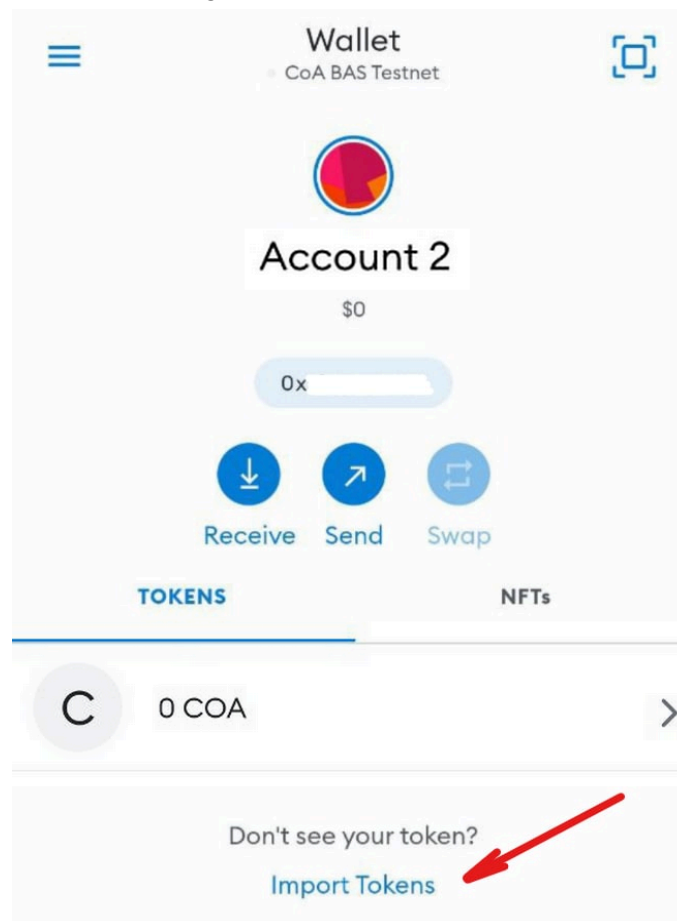 Wallet
CoA BAS Testnet
Account 2
$0
0x
Receive Send Swap
TOKENS NFTs
C 0 COA
Don't see your token?
Import Tokens